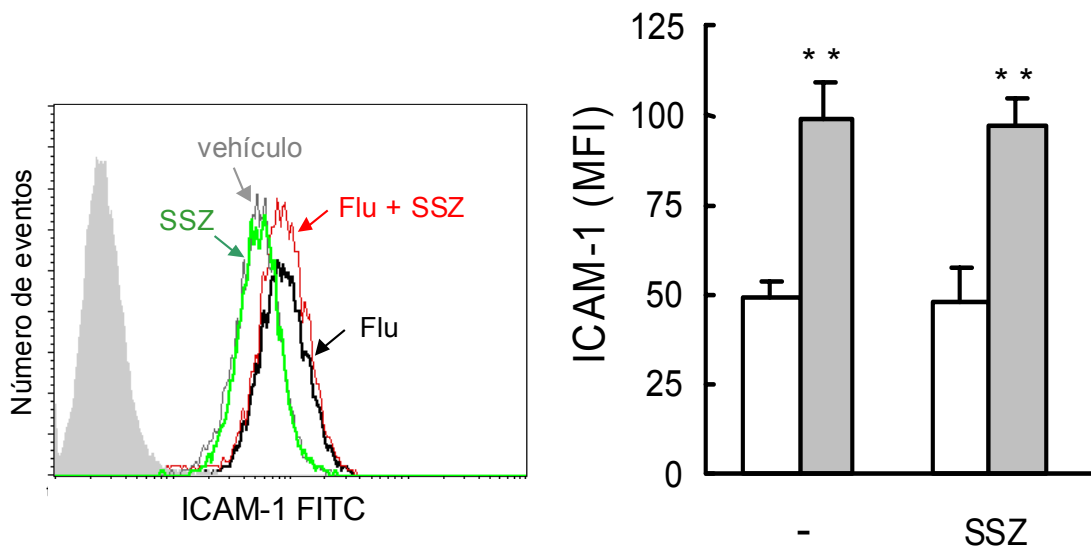 Número de eventos
vehículo
SSZ
Flu + SSZ
Flu
ICAM-1 FITC
ICAM-1 (MFI)
125
100
75
50
25
0
* *
* *
-
SSZ